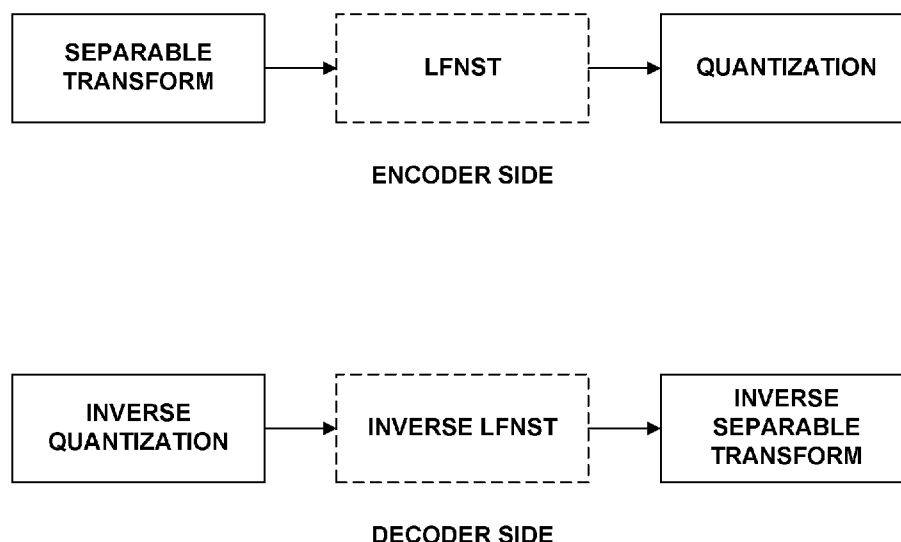 SEPARABLE
TRANSFORM
LFNST
QUANTIZATION
ENCODER SIDE
INVERSE
QUANTIZATION
INVERSE LFNST
INVERSE
SEPARABLE
TRANSFORM
DECODER SIDE